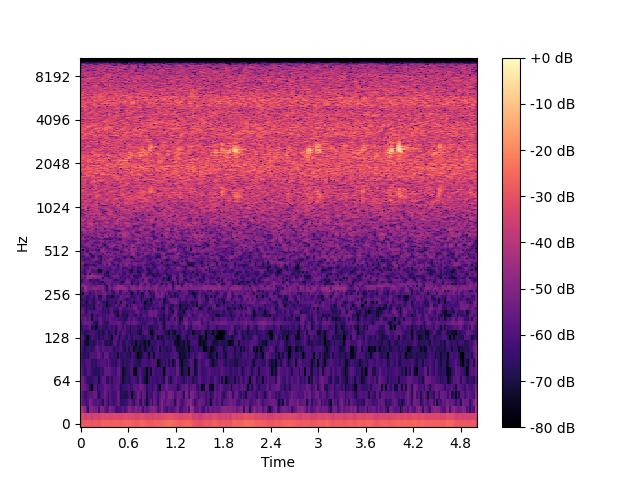 8192
4096
2048
1024
512
256
128
64
0
Hz
0 0.6 1.2 1.8 2.4 3 3.6 4.2 4.8
Time
+0 dB
-10 dB
-20 dB
-30 dB
-40 dB
-50 dB
-60 dB
-70 dB
-80 dB